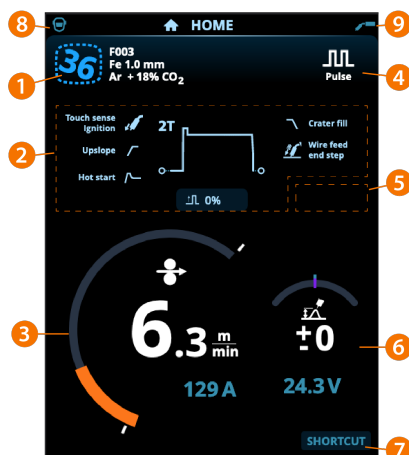 8
HOME
9
36
F003
Fe 1.0 mm
Ar + 18% CO2
Pulse
1
4
Touch sense
ignition
2T
Crater fill
2
Upslope
Wire feed
end step
Hot start
5
0%
3
6.3 m
min
±0
6
129 A
24.3 V
SHORTCUT
7